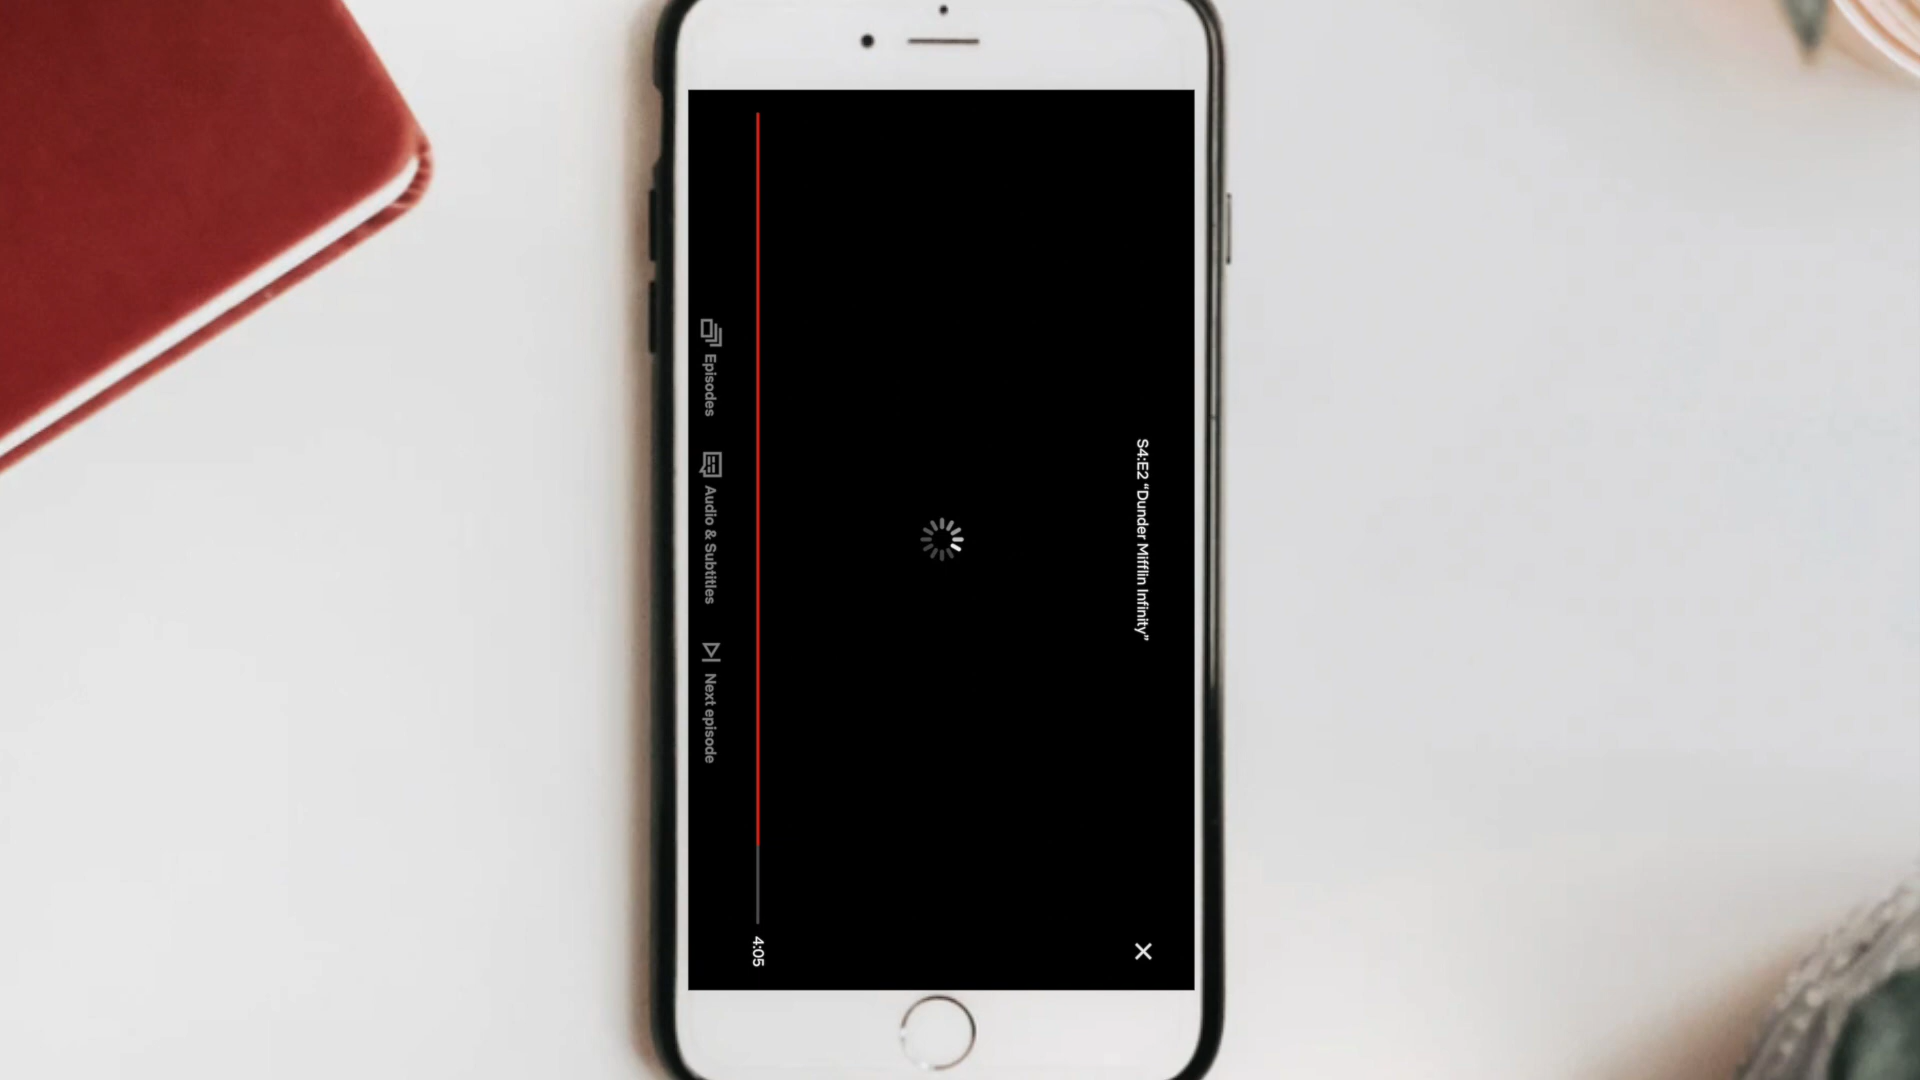 S4:E2 “Dunder Mifflin Infinity”
4:05
Episodes
Audio & Subtitles
Next episode